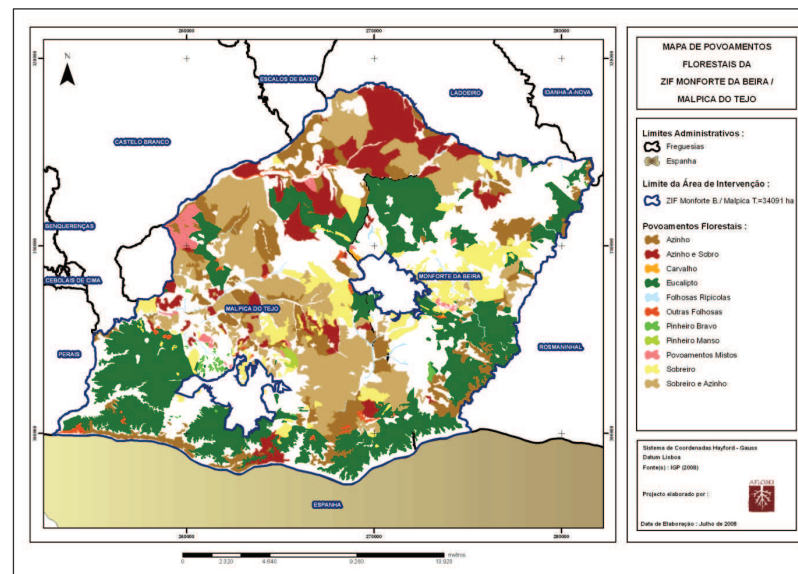 MAPA DE POVOAMENTOS
FLORESTAIS DA
ZIF MONFORTE DA BEIRA /
MALPICA DO TEJO
Limites Administrativos :
Freguesias
Espanha
Limite da Área de Intervenção :
ZIF Monforte B./ Malpica T.=34091 ha
Povoamentos Florestais :
Azinho
Azinho e Sobro
Carvalho
Eucalipto
Folhosas Ripícolas
Outras Folhosas
Pinheiro Bravo
Pinheiro Manso
Povoamentos Mistos
Sobreiro
Sobreiro e Azinho
Sistema de Coordenadas Hayford - Gauss
Datum Lisboa
Fonte(s) : IGP (2008)
Projecto elaborado por :
AFLOBEI
Data de Elaboração : Julho de 2008
260000
270000
280000
N
ESCALOS DE BAIXO
LADOEIRO
IDANHA-A-NOVA
CASTELO BRANCO
BENQUERENÇAS
CEBOLAIS DE CIMA
MONFORTE DA BEIRA
MALPICA DO TEJO
PERAIS
ROSMANINHAL
ESPANHA
260000
270000
280000
metros
0
2.320
4.640
9.280
13.920